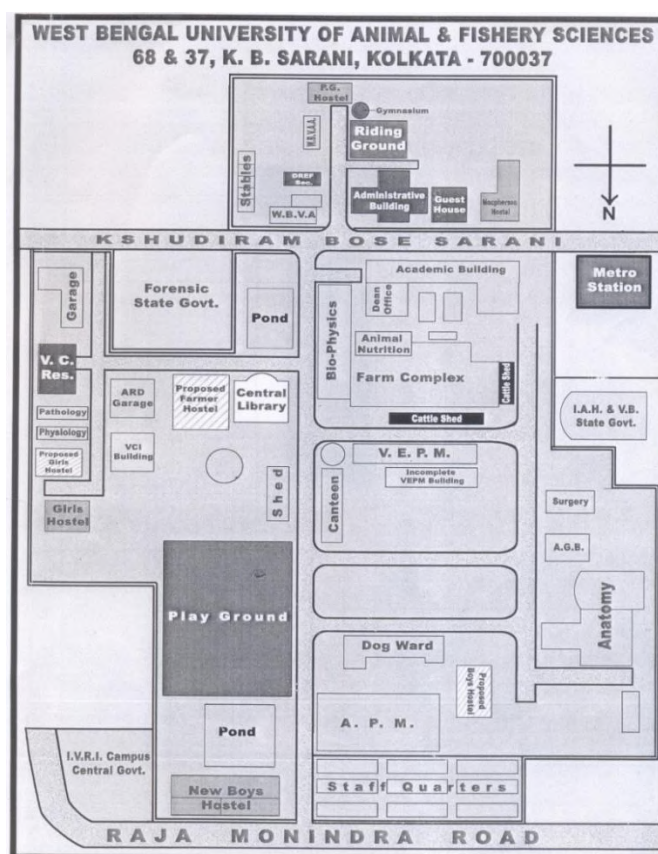 WEST BENGAL UNIVERSITY OF ANIMAL & FISHERY SCIENCES
68 & 37, K. B. SARANI, KOLKATA - 700037
P.G.
Hostel
Gymnasium
Riding
Ground
Stables
DREF
Sec.
W.B.V.A
Administrative
Building
Guest
House
Hostel
N
KSHUDIRAM BOSE SARANI
Garage
Forensic
State Govt.
Pond
Bio-Physics
Academic Building
Dean
Office
Metro
Station
V. C.
Res.
Animal
Nutrition
Farm Complex
Cattle Shed
Cattle Shed
ARD
Garage
Proposed
Farmer
Hostel
Central
Library
Pathology
Physiology
Proposed
Girls
Hostel
VCI
Building
I.A.H. & V.B.
State Govt.
V. E. P. M.
Incomplete
VEPM Building
Canteen
Shed
Girls
Hostel
Surgery
A.G.B.
Anatomy
Play Ground
Dog Ward
Proposed
Boys Hostel
A. P. M.
Pond
I.V.R.I. Campus
Central Govt.
New Boys
Hostel
Staff Quarters
RAJA MONINDRA ROAD